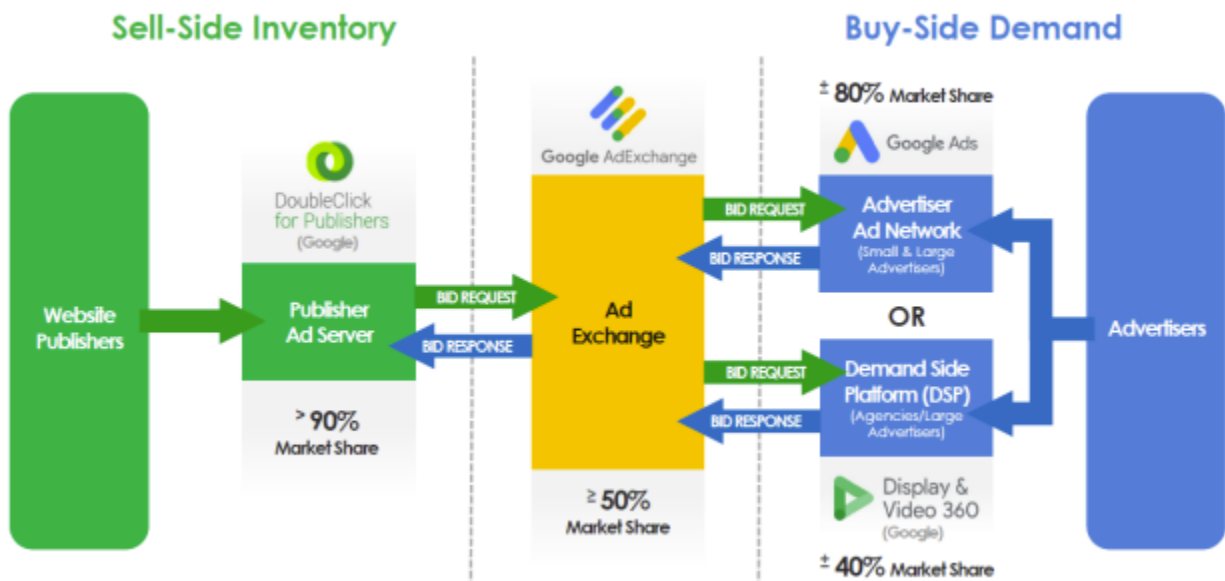 Sell-Side Inventory
Buy-Side Demand
Website
Publishers
DoubleClick
for Publishers
(Google)
Publisher
Ad Server
> 90%
Market Share
BID REQUEST
BID RESPONSE
Google AdExchange
Ad
Exchange
≥ 50%
Market Share
BID REQUEST
BID RESPONSE
BID REQUEST
BID RESPONSE
± 80% Market Share
Google Ads
Advertiser
Ad Network
(Small & Large
Advertisers)
OR
Demand Side
Platform (DSP)
(Agencies/Large
Advertisers)
Display &
Video 360
(Google)
± 40% Market Share
Advertisers